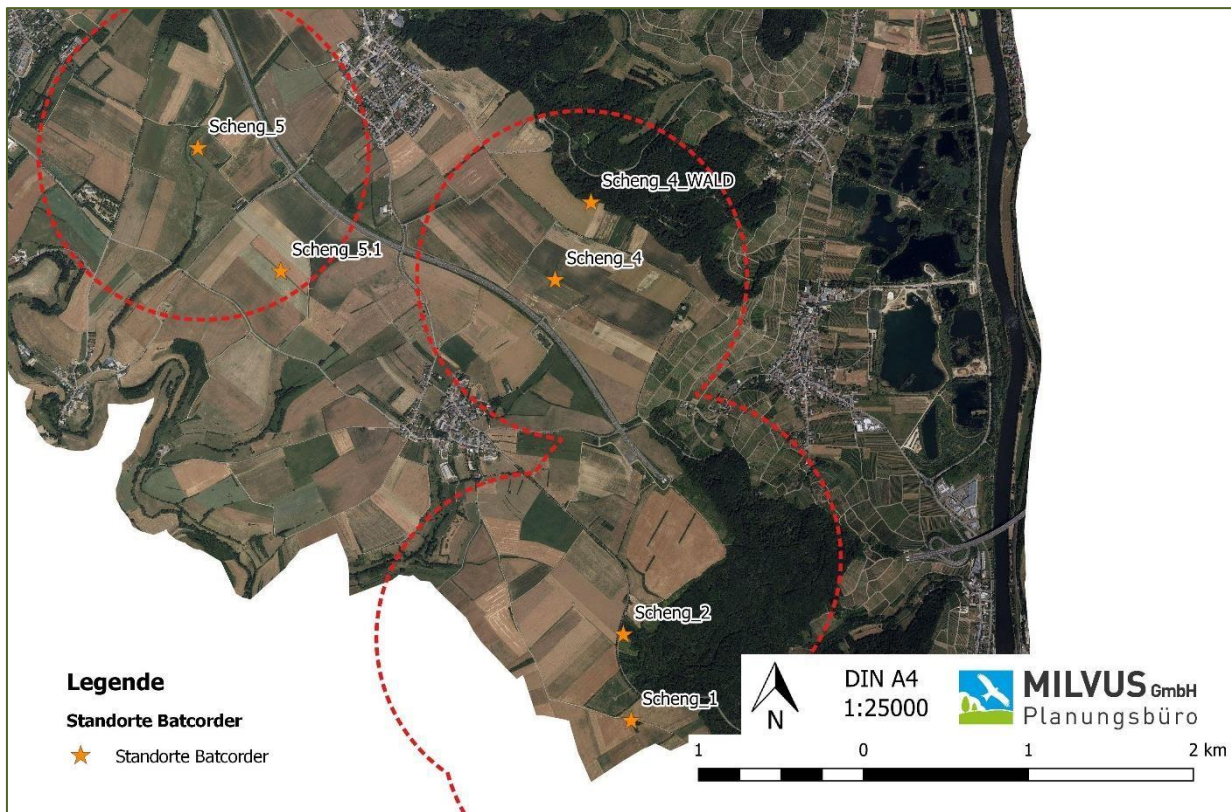 Scheng_5
Scheng_4_WALD
Scheng_5.1
Scheng_4
Scheng_2
Scheng_1
Legende
Standorte Batcorder
Standorte Batcorder
N
DIN A4
1:25000
MILVUS GmbH
Planungsbüro
1 0 1 2 km